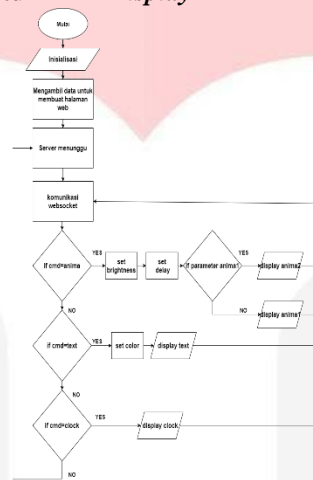 Mulai
Inisialisasi
Mengambil data untuk
membuat halaman
web
Server menunggu
komunikasi
websocket
if cmd=anima
YES
set
brightness
set
delay
if parameter anima1
YES
display anima2
NO
NO
display anima1
if cmd=text
YES
set color
display text
NO
if cmd=clock
YES
display clock
NO